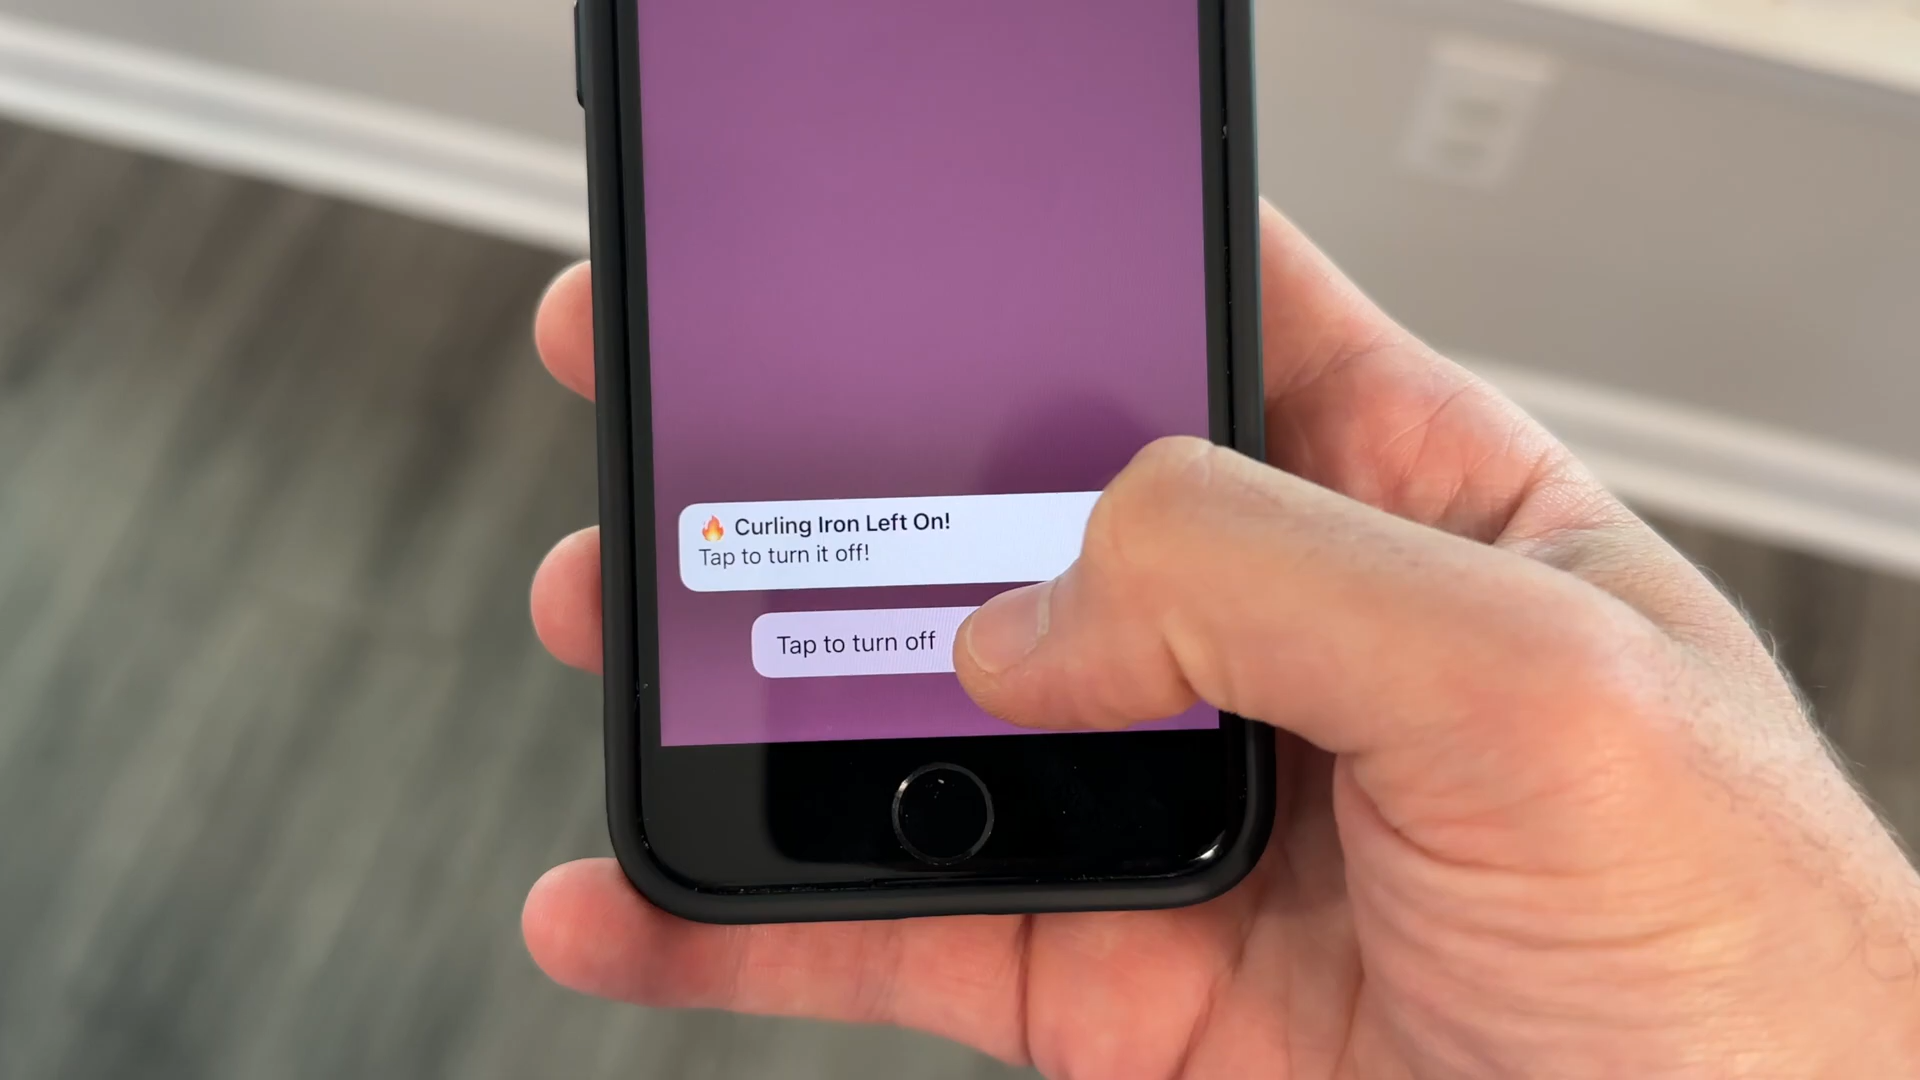 🔥 Curling Iron Left On!
Tap to turn it off!
Tap to turn off